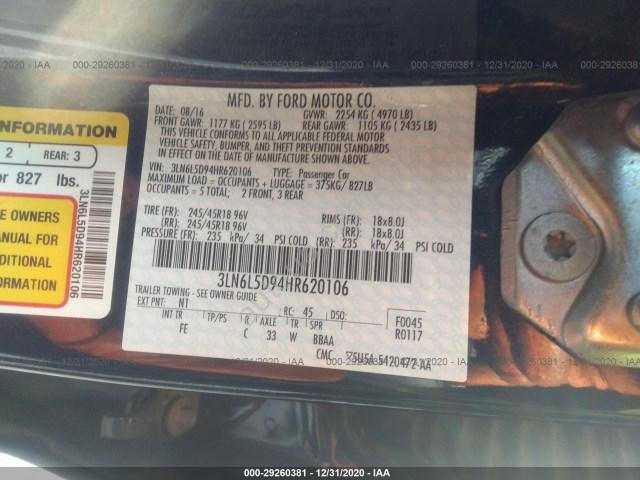 000-29260381 • 12/31/2020 - IAA
MFD. BY FORD MOTOR CO.
DATE: 08/16 GVWR: 2254 KG ( 4970 LB)
FRONT GAWR: 1177 KG ( 2595 LB) REAR GAWR: 1105 KG ( 2435 LB)
THIS VEHICLE CONFORMS TO ALL APPLICABLE FEDERAL MOTOR
VEHICLE SAFETY, BUMPER, AND THEFT PREVENTION STANDARDS
IN EFFECT ON THE DATE OF MANUFACTURE SHOWN ABOVE.
VIN: 3LN6L5D94HR620106 TYPE: Passenger Car
MAXIMUM LOAD = OCCUPANTS + LUGGAGE = 375KG/ 827LB
OCCUPANTS = 5 TOTAL; 2 FRONT, 3 REAR
TIRE (FR): 245/45R18 96V RIMS (FR): 18x8.0J
(RR): 245/45R18 96V (RR): 18x8.0J
PRESSURE (FR): 235 kPa/ 34 PSI COLD (RR): 235 kPa/ 34 PSI COLD
3LN6L5D94HR620106
TRAILER TOWING - SEE OWNER GUIDE
EXT PNT: N1 RC: 45 DSO:
INT TR TP/PS R AXLE TR SPR F0045
FE C 33 W BBAA R0117
CMC 5U5A-5420472-AA
INFORMATION
2 REAR: 3
or 827 lbs.
E OWNERS
NUAL FOR
DITIONAL
RMATION
3LN6L5D94HR620106
000-29260381 • 12/31/2020 - IAA